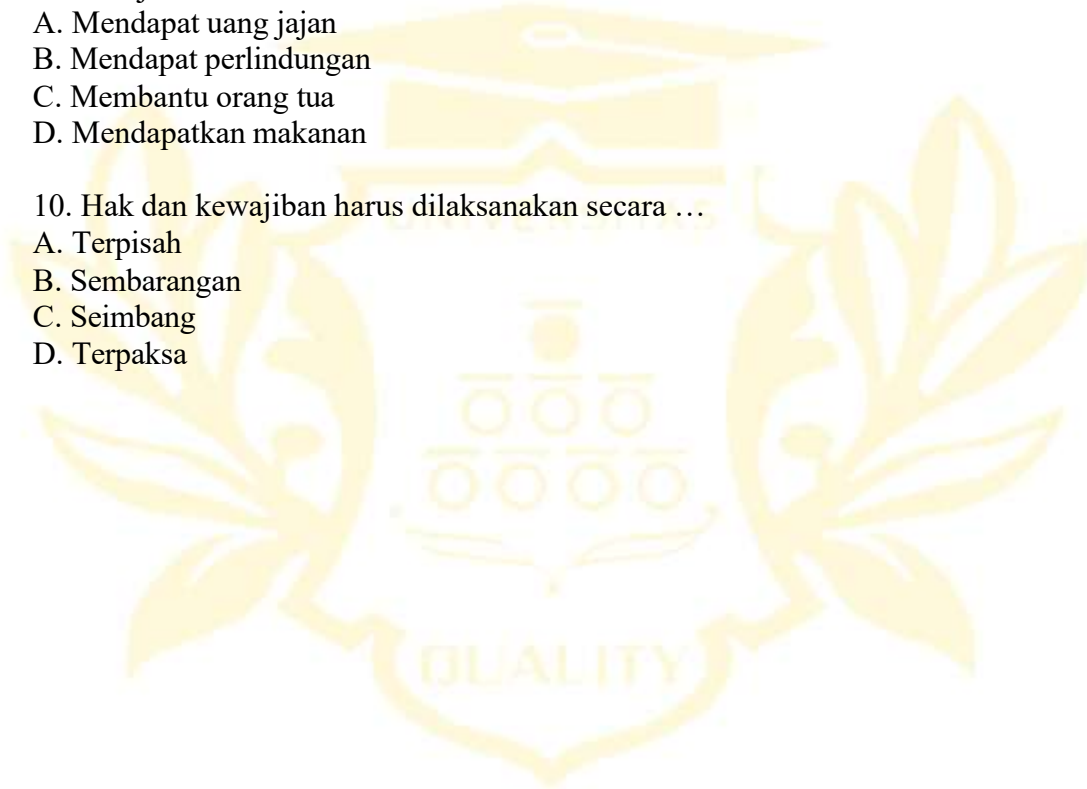 A. Mendapat uang jajan
B. Mendapat perlindungan
C. Membantu orang tua
D. Mendapatkan makanan
10. Hak dan kewajiban harus dilaksanakan secara …
A. Terpisah
B. Sembarangan
C. Seimbang
D. Terpaksa
UNIVERSITAS
QUALITY